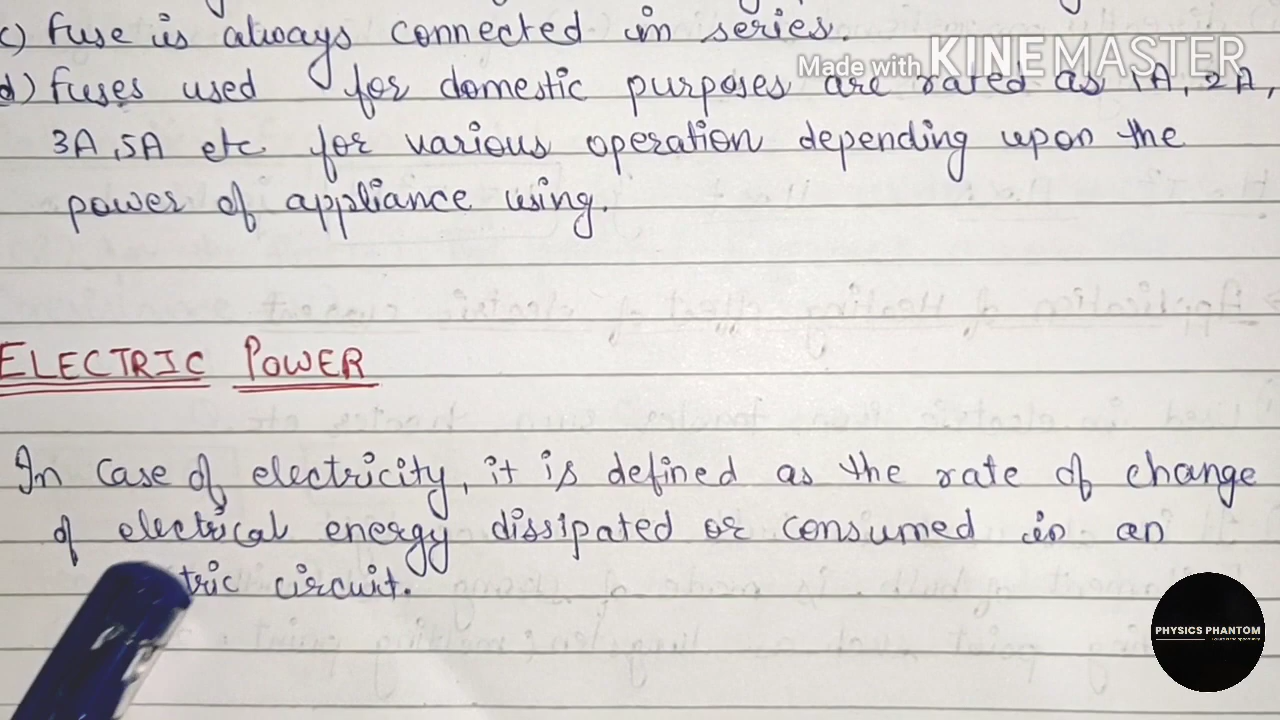 c) Fuse is always connected in series.
Made with KINEMASTER
d) Fuses used for domestic purposes are rated as 1A, 2A,
3A, 5A etc for various operation depending upon the
power of appliance using.
ELECTRIC POWER
In case of electricity, it is defined as the rate of change
of electrical energy dissipated or consumed in an
tric circuit.
PHYSICS PHANTOM